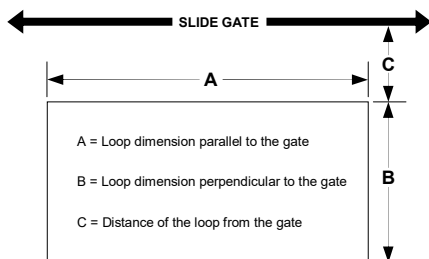 SLIDE GATE
A
C
A = Loop dimension parallel to the gate
B = Loop dimension perpendicular to the gate
B
C = Distance of the loop from the gate